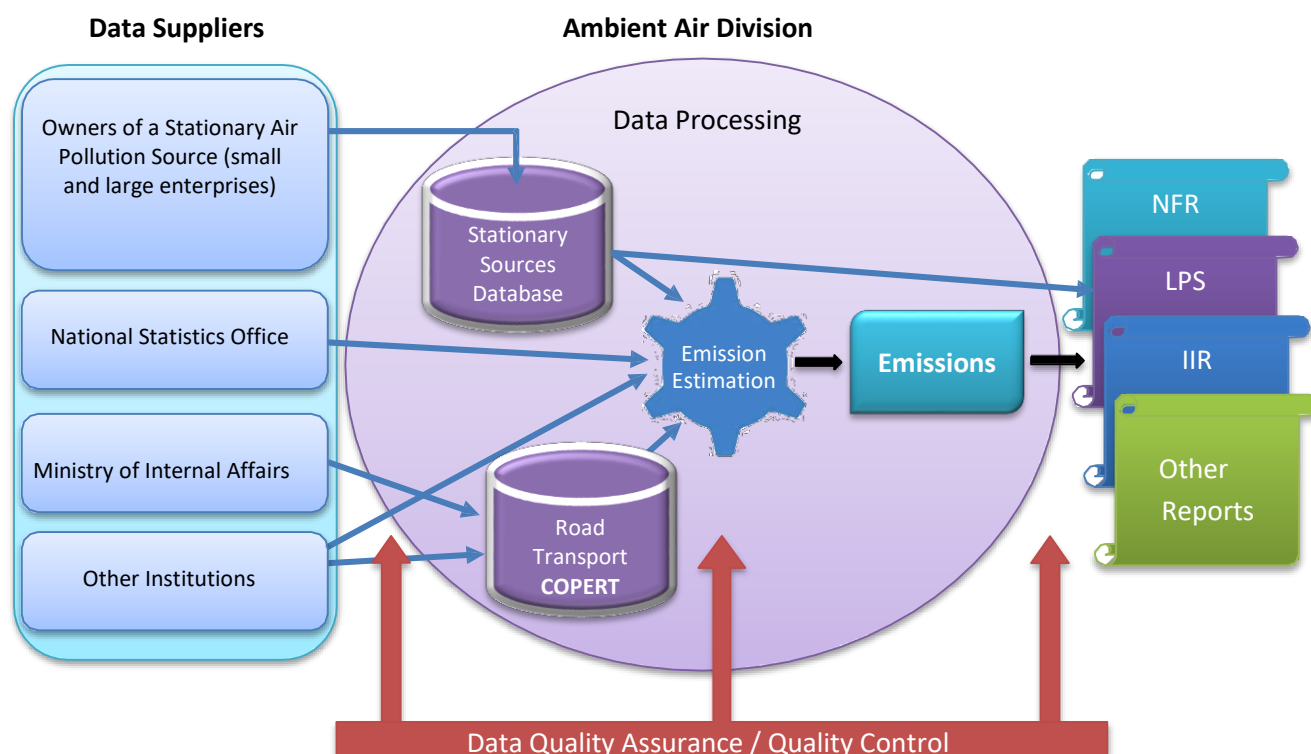 Data Suppliers
Ambient Air Division
Owners of a Stationary Air
Pollution Source (small
and large enterprises)
National Statistics Office
Ministry of Internal Affairs
Other Institutions
Data Processing
Stationary
Sources
Database
Emission
Estimation
Emissions
Road
Transport
COPERT
NFR
LPS
IIR
Other
Reports
Data Quality Assurance / Quality Control